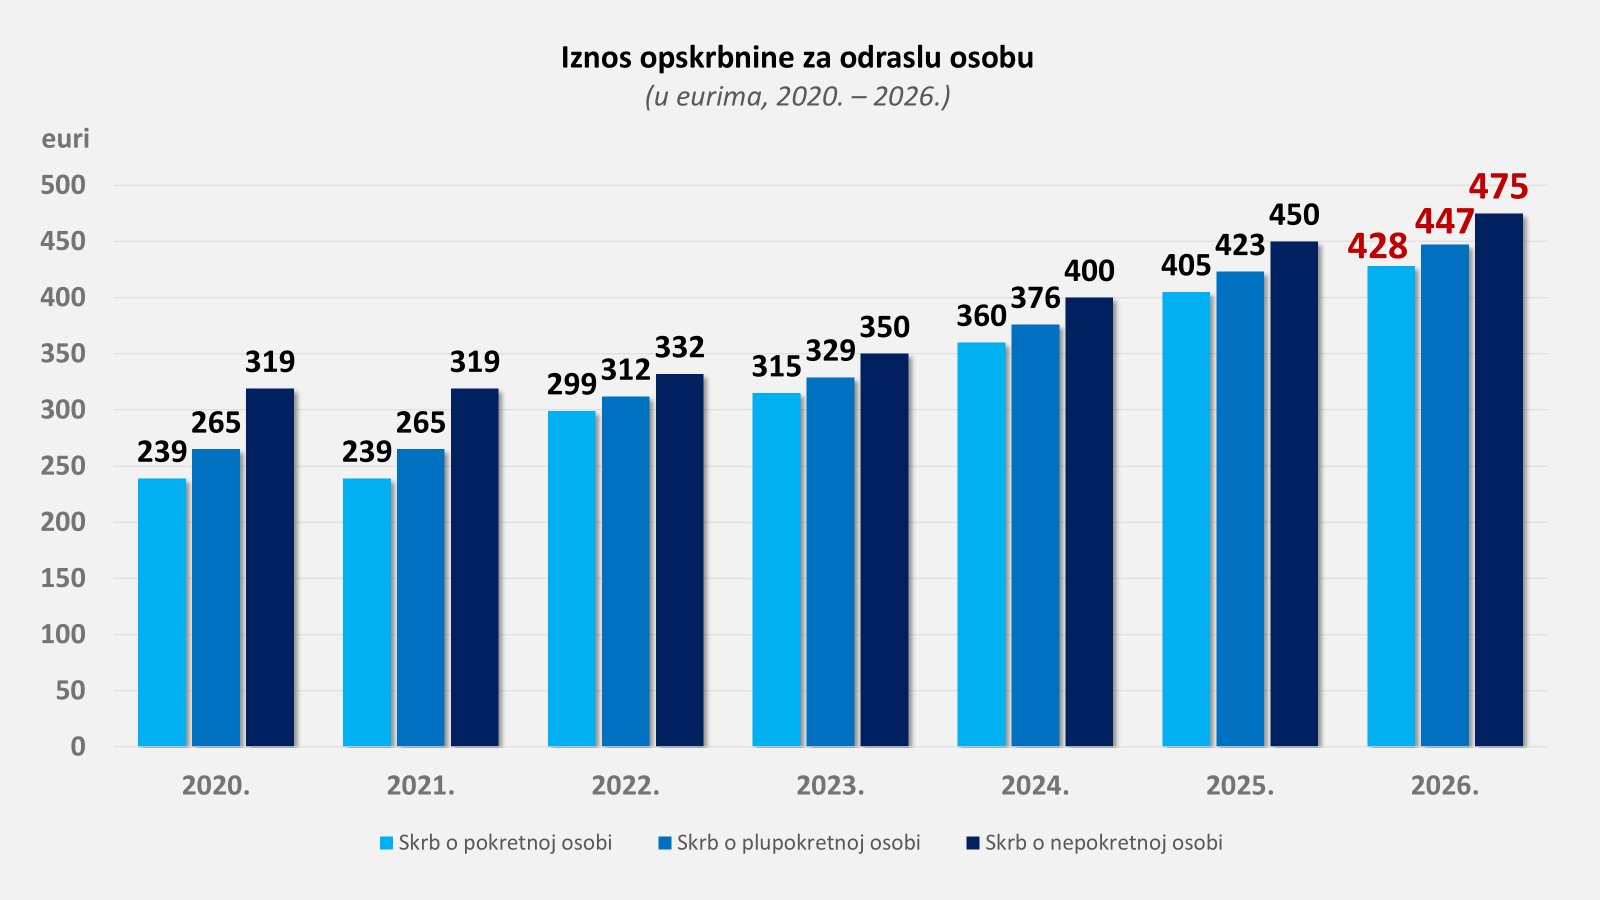 Iznos opskrbnine za odraslu osobu
(u eurima, 2020. – 2026.)
euri
500
450
400
350
300
250
200
150
100
50
0
239 265 319
239 265 319
299 312 332
315 329 350
360 376 400
405 423 450
428 447 475
2020. 2021. 2022. 2023. 2024. 2025. 2026.
Skrb o pokretnoj osobi Skrb o plupokretnoj osobi Skrb o nepokretnoj osobi